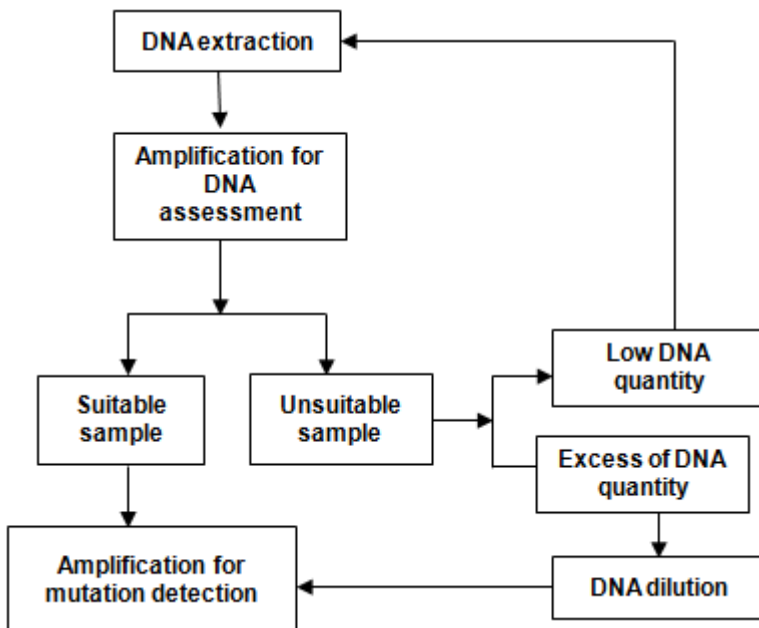 DNA extraction
Amplification for
DNA
assessment
Suitable
sample
Unsuitable
sample
Low DNA
quantity
Excess of DNA
quantity
Amplification for
mutation detection
DNA dilution